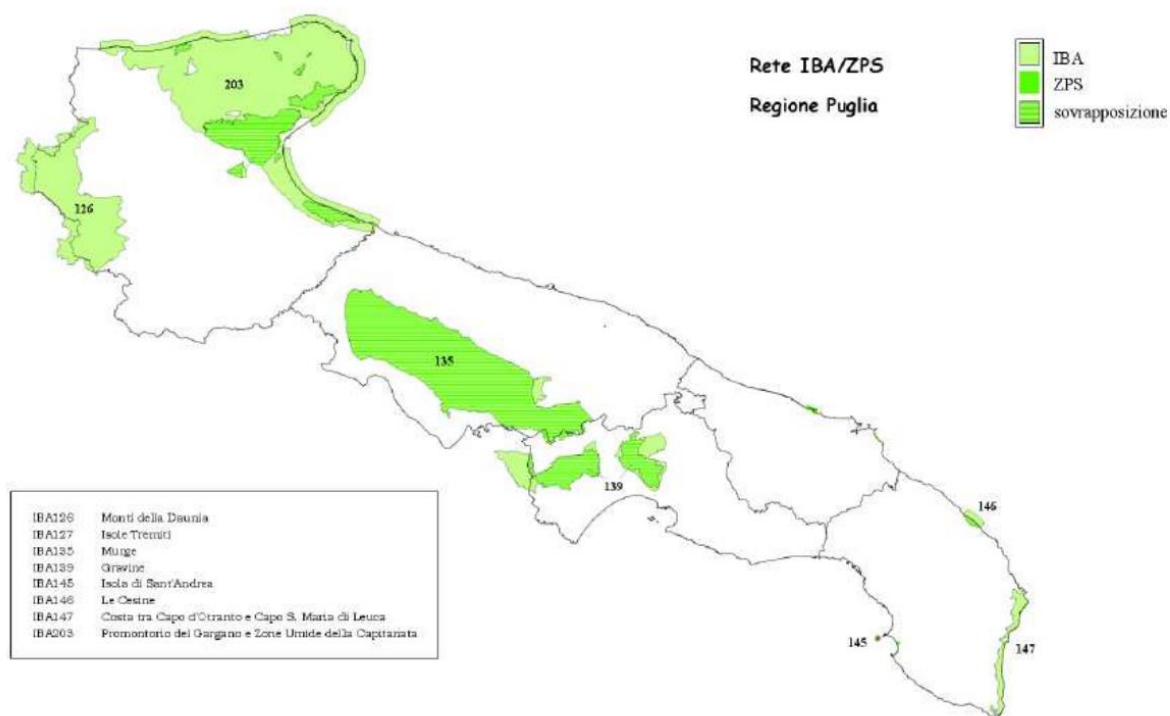 Rete IBA/ZPS
Regione Puglia
IBA
ZPS
sovrapposizione
203
126
135
139
146
145
147
IBA126 Monti della Daunia
IBA127 Isole Tremiti
IBA135 Murge
IBA139 Gravine
IBA145 Isola di Sant'Andrea
IBA146 Le Cesine
IBA147 Costa tra Capo d'Otranto e Capo S. Maria di Leuca
IBA203 Promontorio del Gargano e Zone Umide della Capitanata